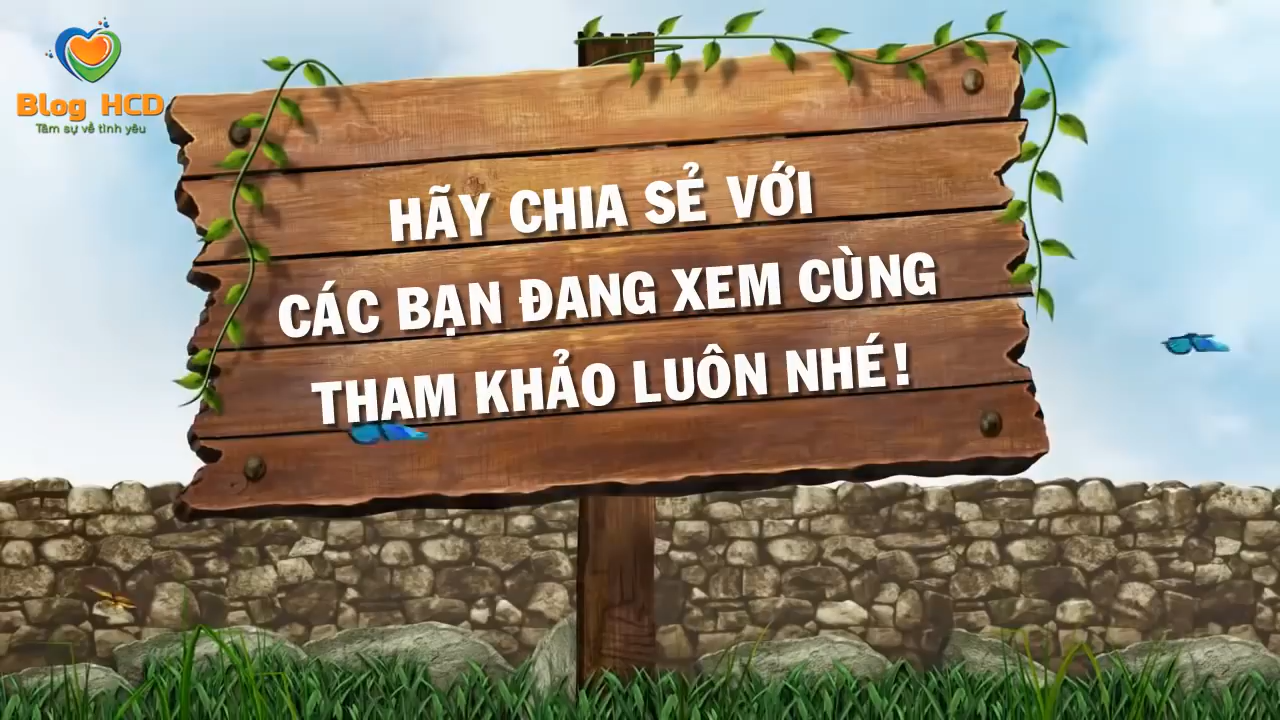 Blog HCD
Tâm sự về tình yêu
HÃY CHIA SẺ VỚI
CÁC BẠN ĐANG XEM CÙNG
THAM KHẢO LUÔN NHÉ!